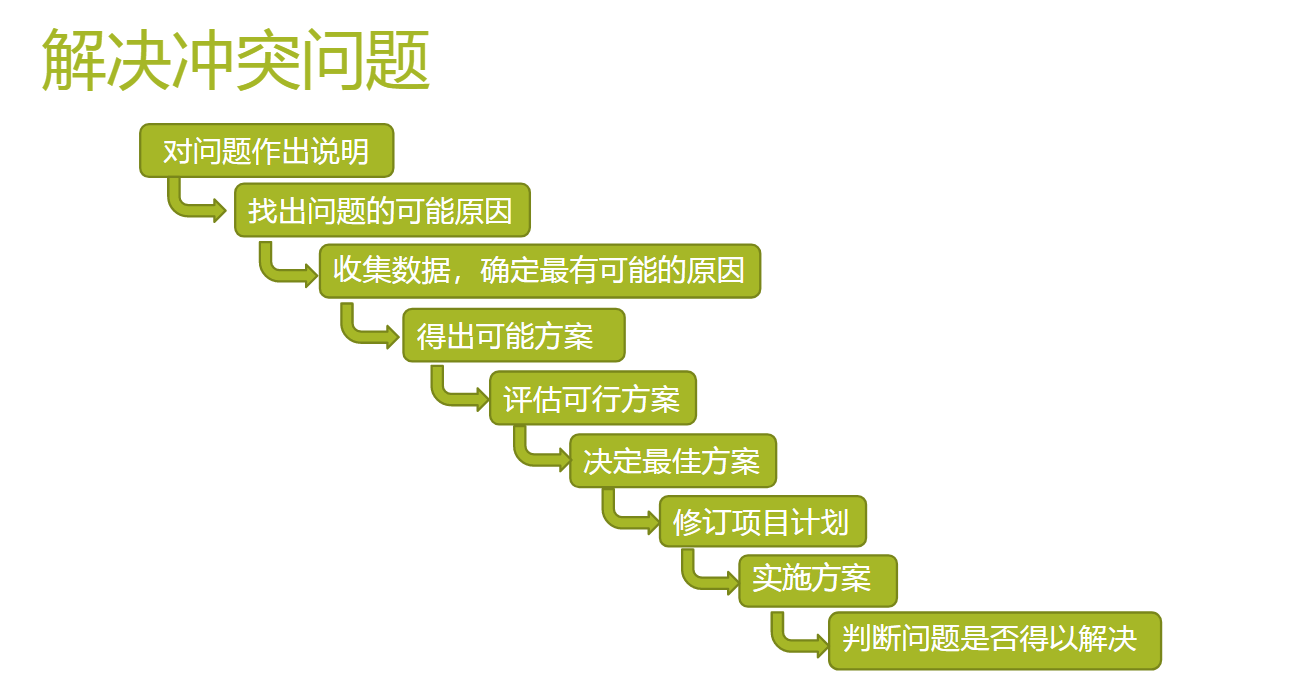 解决冲突问题
对问题作出说明
找出问题的可能原因
收集数据，确定最有可能的原因
得出可能方案
评估可行方案
决定最佳方案
修订项目计划
实施方案
判断问题是否得以解决